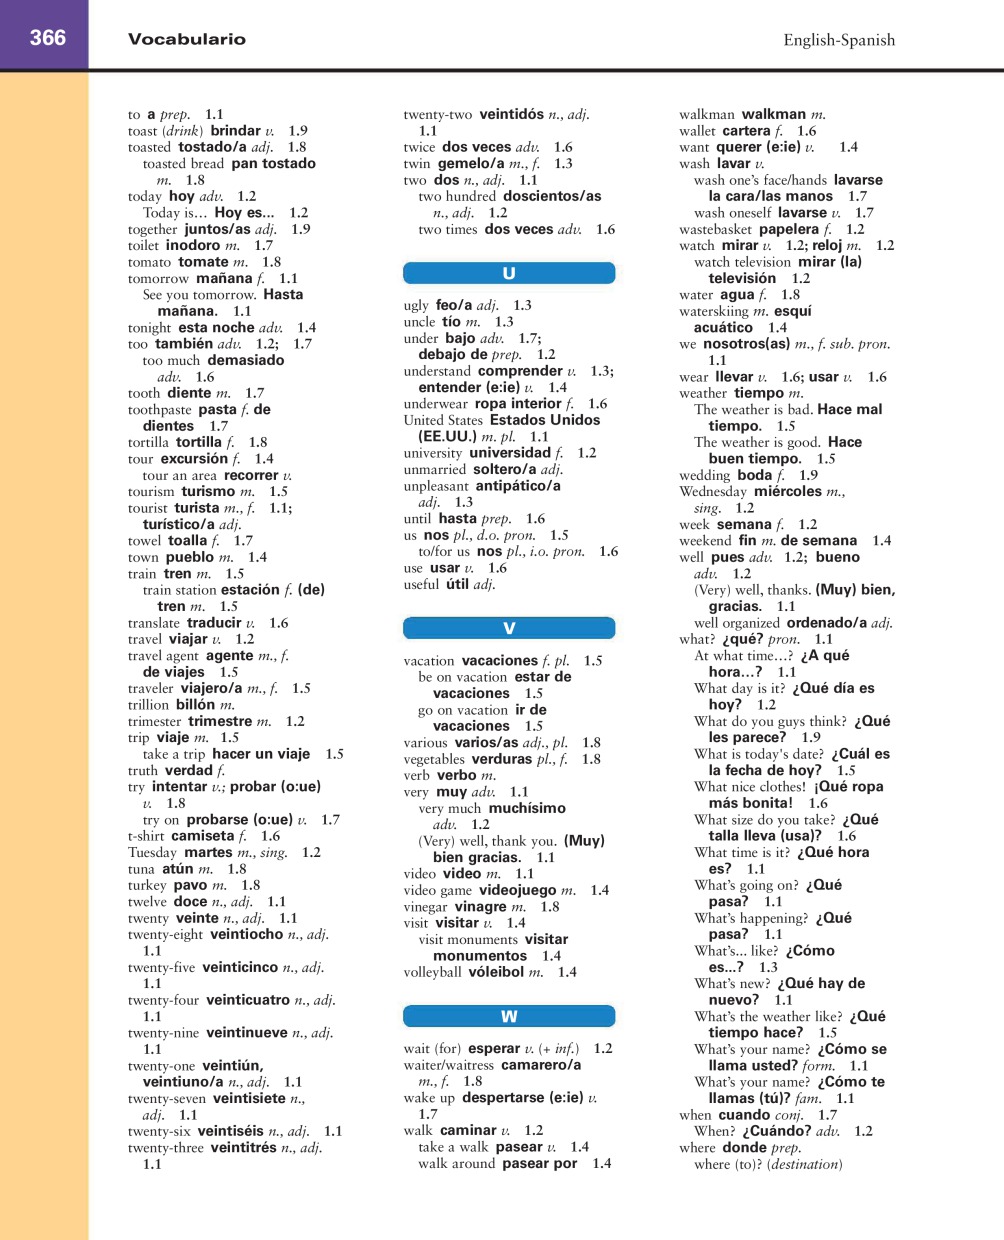 366
Vocabulario
English-Spanish
to a prep. 1.1
toast (drink) brindar v. 1.9
toasted tostado/a adj. 1.8
toasted bread pan tostado
m. 1.8
today hoy adv. 1.2
Today is… Hoy es... 1.2
together juntos/as adj. 1.9
toilet inodoro m. 1.7
tomato tomate m. 1.8
tomorrow mañana f. 1.1
See you tomorrow. Hasta
mañana. 1.1
tonight esta noche adv. 1.4
too también adv. 1.2; 1.7
too much demasiado
adv. 1.6
tooth diente m. 1.7
toothpaste pasta f. de
dientes 1.7
tortilla tortilla f. 1.8
tour excursión f. 1.4
tour an area recorrer v.
tourism turismo m. 1.5
tourist turista m., f. 1.1;
turístico/a adj.
towel toalla f. 1.7
town pueblo m. 1.4
train tren m. 1.5
train station estación f. (de)
tren m. 1.5
translate traducir v. 1.6
travel viajar v. 1.2
travel agent agente m., f.
de viajes 1.5
traveler viajero/a m., f. 1.5
trillion billón m.
trimester trimestre m. 1.2
trip viaje m. 1.5
take a trip hacer un viaje 1.5
truth verdad f.
try intentar v.; probar (o:ue)
v. 1.8
try on probarse (o:ue) v. 1.7
t-shirt camiseta f. 1.6
Tuesday martes m., sing. 1.2
tuna atún m. 1.8
turkey pavo m. 1.8
twelve doce n., adj. 1.1
twenty veinte n., adj. 1.1
twenty-eight veintiocho n., adj.
1.1
twenty-five veinticinco n., adj.
1.1
twenty-four veinticuatro n., adj.
1.1
twenty-nine veintinueve n., adj.
1.1
twenty-one veintiún,
veintiuno/a n., adj. 1.1
twenty-seven veintisiete n.,
adj. 1.1
twenty-six veintiséis n., adj. 1.1
twenty-three veintitrés n., adj.
1.1
twenty-two veintidós n., adj.
1.1
twice dos veces adv. 1.6
twin gemelo/a m., f. 1.3
two dos n., adj. 1.1
two hundred doscientos/as
n., adj. 1.2
two times dos veces adv. 1.6
U
ugly feo/a adj. 1.3
uncle tío m. 1.3
under bajo adv. 1.7;
debajo de prep. 1.2
understand comprender v. 1.3;
entender (e:ie) v. 1.4
underwear ropa interior f. 1.6
United States Estados Unidos
(EE.UU.) m. pl. 1.1
university universidad f. 1.2
unmarried soltero/a adj.
unpleasant antipático/a
adj. 1.3
until hasta prep. 1.6
us nos pl., d.o. pron. 1.5
to/for us nos pl., i.o. pron. 1.6
use usar v. 1.6
useful útil adj.
V
vacation vacaciones f. pl. 1.5
be on vacation estar de
vacaciones 1.5
go on vacation ir de
vacaciones 1.5
various varios/as adj., pl. 1.8
vegetables verduras pl., f. 1.8
verb verbo m.
very muy adv. 1.1
very much muchísimo
adv. 1.2
(Very) well, thank you. (Muy)
bien gracias. 1.1
video video m. 1.1
video game videojuego m. 1.4
vinegar vinagre m. 1.8
visit visitar v. 1.4
visit monuments visitar
monumentos 1.4
volleyball vóleibol m. 1.4
W
wait (for) esperar v. (+ inf.) 1.2
waiter/waitress camarero/a
m., f. 1.8
wake up despertarse (e:ie) v.
1.7
walk caminar v. 1.2
take a walk pasear v. 1.4
walk around pasear por 1.4
walkman walkman m.
wallet cartera f. 1.6
want querer (e:ie) v. 1.4
wash lavar v.
wash one's face/hands lavarse
la cara/las manos 1.7
wash oneself lavarse v. 1.7
wastebasket papelera f. 1.2
watch mirar v. 1.2; reloj m. 1.2
watch television mirar (la)
televisión 1.2
water agua f. 1.8
waterskiing m. esquí
acuático 1.4
we nosotros(as) m., f. sub. pron.
1.1
wear llevar v. 1.6; usar v. 1.6
weather tiempo m.
The weather is bad. Hace mal
tiempo. 1.5
The weather is good. Hace
buen tiempo. 1.5
wedding boda f. 1.9
Wednesday miércoles m.,
sing. 1.2
week semana f. 1.2
weekend fin m. de semana 1.4
well pues adv. 1.2; bueno
adv. 1.2
(Very) well, thanks. (Muy) bien,
gracias. 1.1
well organized ordenado/a adj.
what? ¿qué? pron. 1.1
At what time…? ¿A qué
hora…? 1.1
What day is it? ¿Qué día es
hoy? 1.2
What do you guys think? ¿Qué
les parece? 1.9
What is today's date? ¿Cuál es
la fecha de hoy? 1.5
What nice clothes! ¡Qué ropa
más bonita! 1.6
What size do you take? ¿Qué
talla lleva (usa)? 1.6
What time is it? ¿Qué hora
es? 1.1
What's going on? ¿Qué
pasa? 1.1
What's happening? ¿Qué
pasa? 1.1
What's... like? ¿Cómo
es...? 1.3
What's new? ¿Qué hay de
nuevo? 1.1
What's the weather like? ¿Qué
tiempo hace? 1.5
What's your name? ¿Cómo se
llama usted? form. 1.1
What's your name? ¿Cómo te
llamas (tú)? fam. 1.1
when cuando conj. 1.7
When? ¿Cuándo? adv. 1.2
where donde prep.
where (to)? (destination)